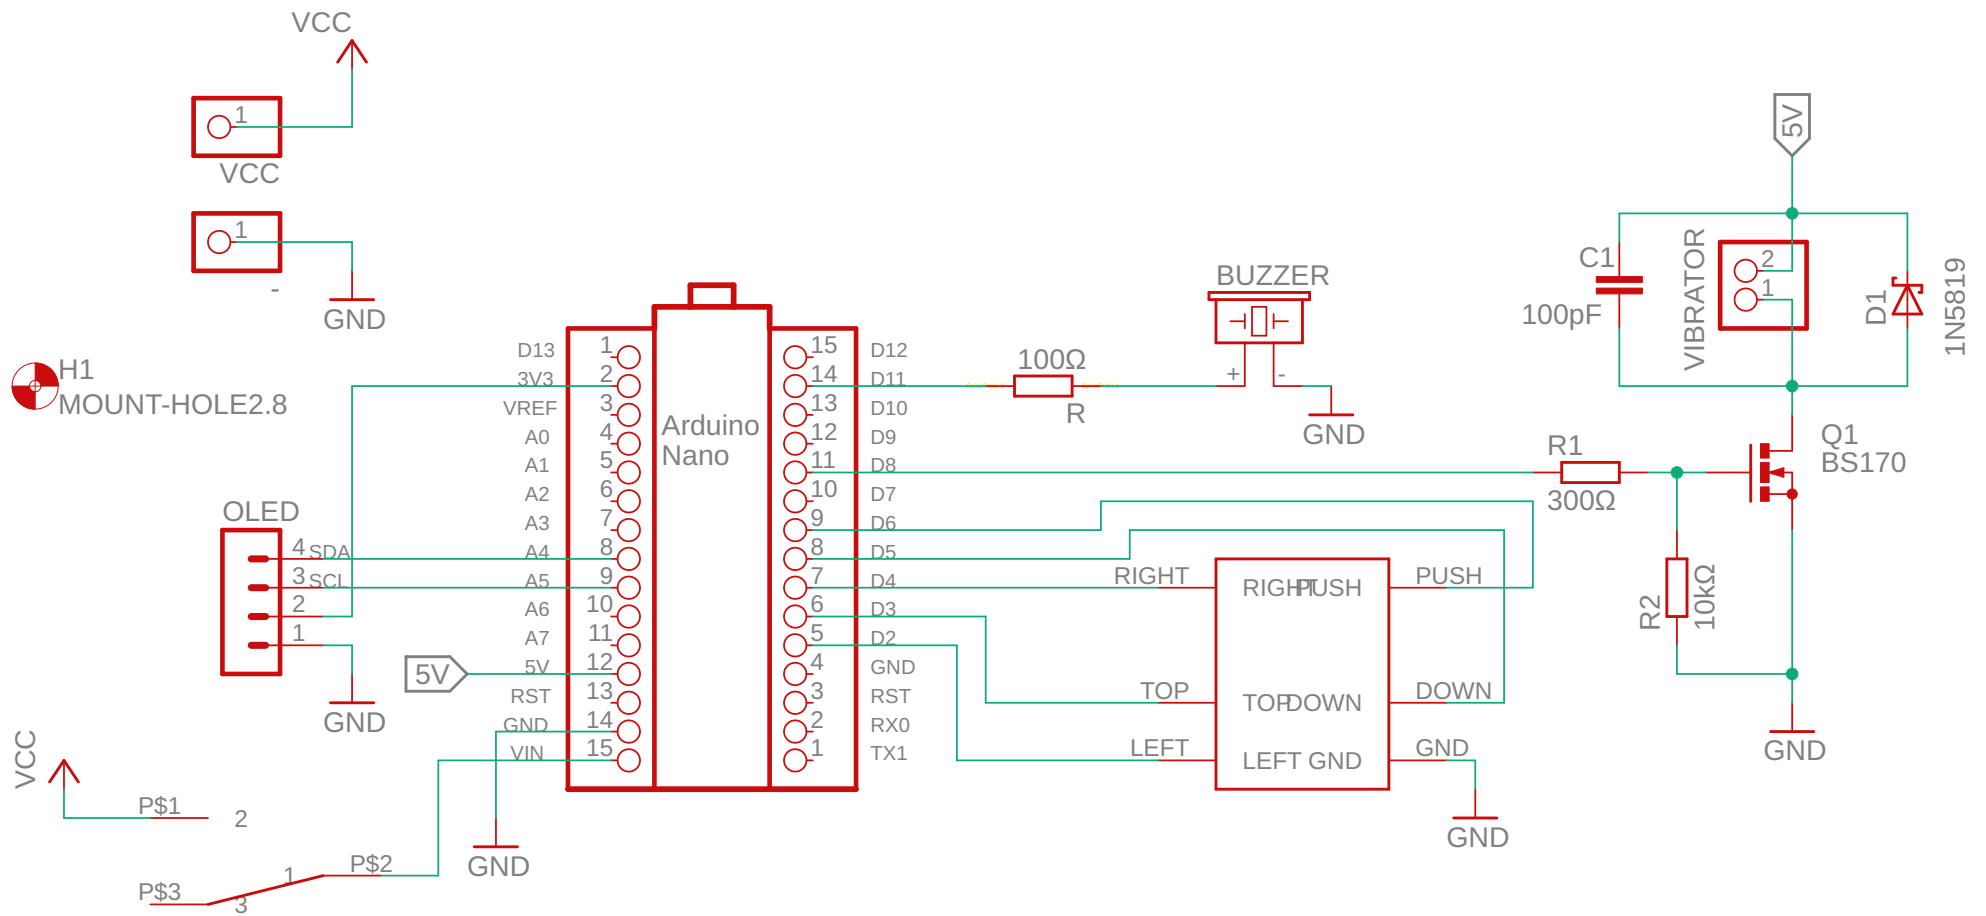 VCC
1
VCC
1
-
GND
H1
MOUNT-HOLE2.8
OLED
4 SDA
3 SCL
2
1
GND
5V
VCC
P$1
2
P$3
1
3
P$2
GND
D13 1
3V3 2
VREF 3
A0 4
A1 5
A2 6
A3 7
A4 8
A5 9
A6 10
A7 11
5V 12
RST 13
GND 14
VIN 15
Arduino
Nano
15 D12
14 D11
13 D10
12 D9
11 D8
10 D7
9 D6
8 D5
7 D4
6 D3
5 D2
4 GND
3 RST
2 RX0
1 TX1
100Ω
R
BUZZER
+ -
GND
RIGHT
TOP
LEFT
RIGHT PUSH
TOP DOWN
LEFT GND
PUSH
DOWN
GND
GND
5V
C1
100pF
VIBRATOR
2
1
D1
1N5819
R1
300Ω
Q1
BS170
R2
10kΩ
GND